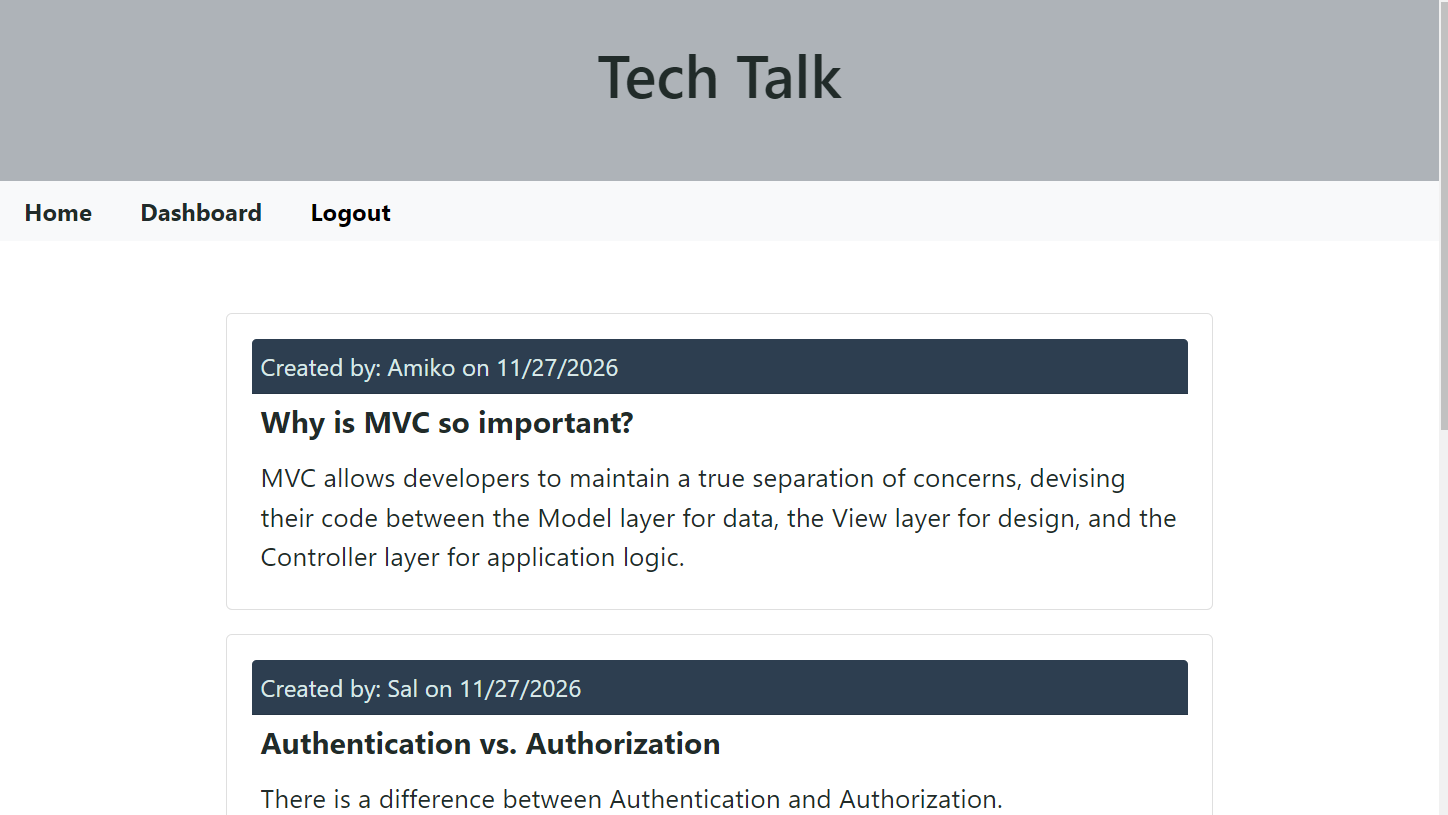 Tech Talk
Home Dashboard Logout
Created by: Amiko on 11/27/2026
Why is MVC so important?
MVC allows developers to maintain a true separation of concerns, devising
their code between the Model layer for data, the View layer for design, and the
Controller layer for application logic.
Created by: Sal on 11/27/2026
Authentication vs. Authorization
There is a difference between Authentication and Authorization.